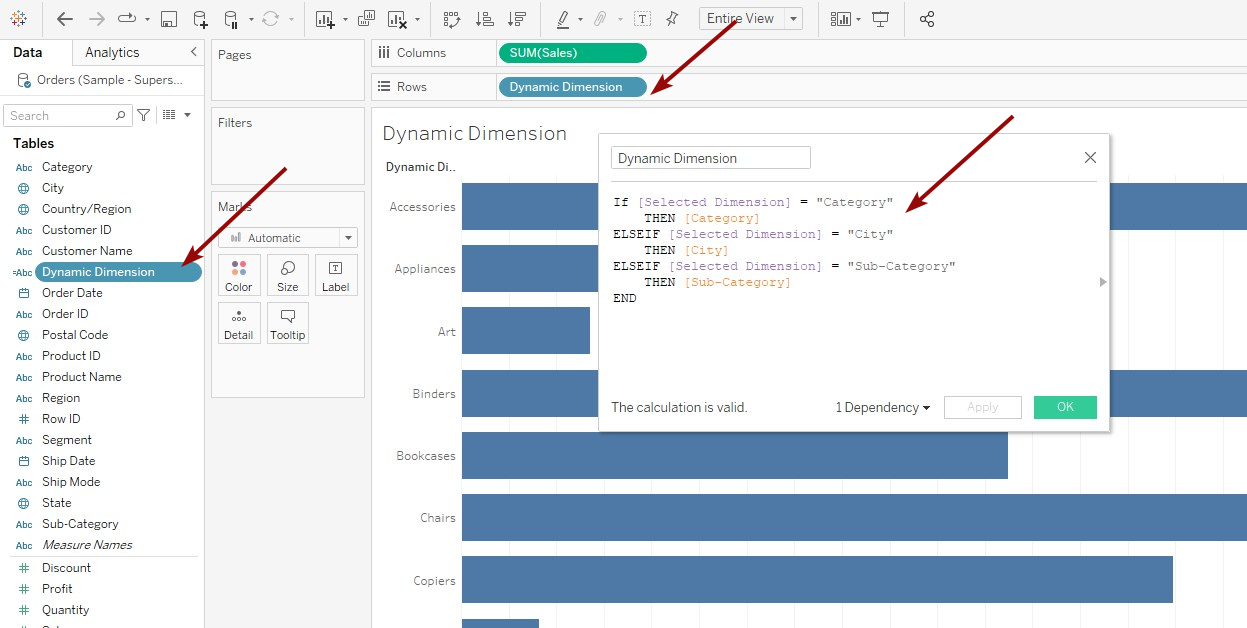 Entire View
Data
Analytics
Orders (Sample - Supers...
Search
Tables
Abc Category
City
Country/Region
Abc Customer ID
Abc Customer Name
=Abc Dynamic Dimension
Order Date
Abc Order ID
Postal Code
Abc Product ID
Abc Product Name
Abc Region
# Row ID
Abc Segment
Ship Date
Abc Ship Mode
State
Abc Sub-Category
Abc Measure Names
# Discount
# Profit
# Quantity
Pages
Filters
Marks
Automatic
Color
Size
T
Label
Detail
Tooltip
Columns
SUM(Sales)
Rows
Dynamic Dimension
Dynamic Dimension
Dynamic Di..
Accessories
Appliances
Art
Binders
Bookcases
Chairs
Copiers
Dynamic Dimension
If [Selected Dimension] = "Category"
THEN [Category]
ELSEIF [Selected Dimension] = "City"
THEN [City]
ELSEIF [Selected Dimension] = "Sub-Category"
THEN [Sub-Category]
END
The calculation is valid.
1 Dependency
Apply
OK